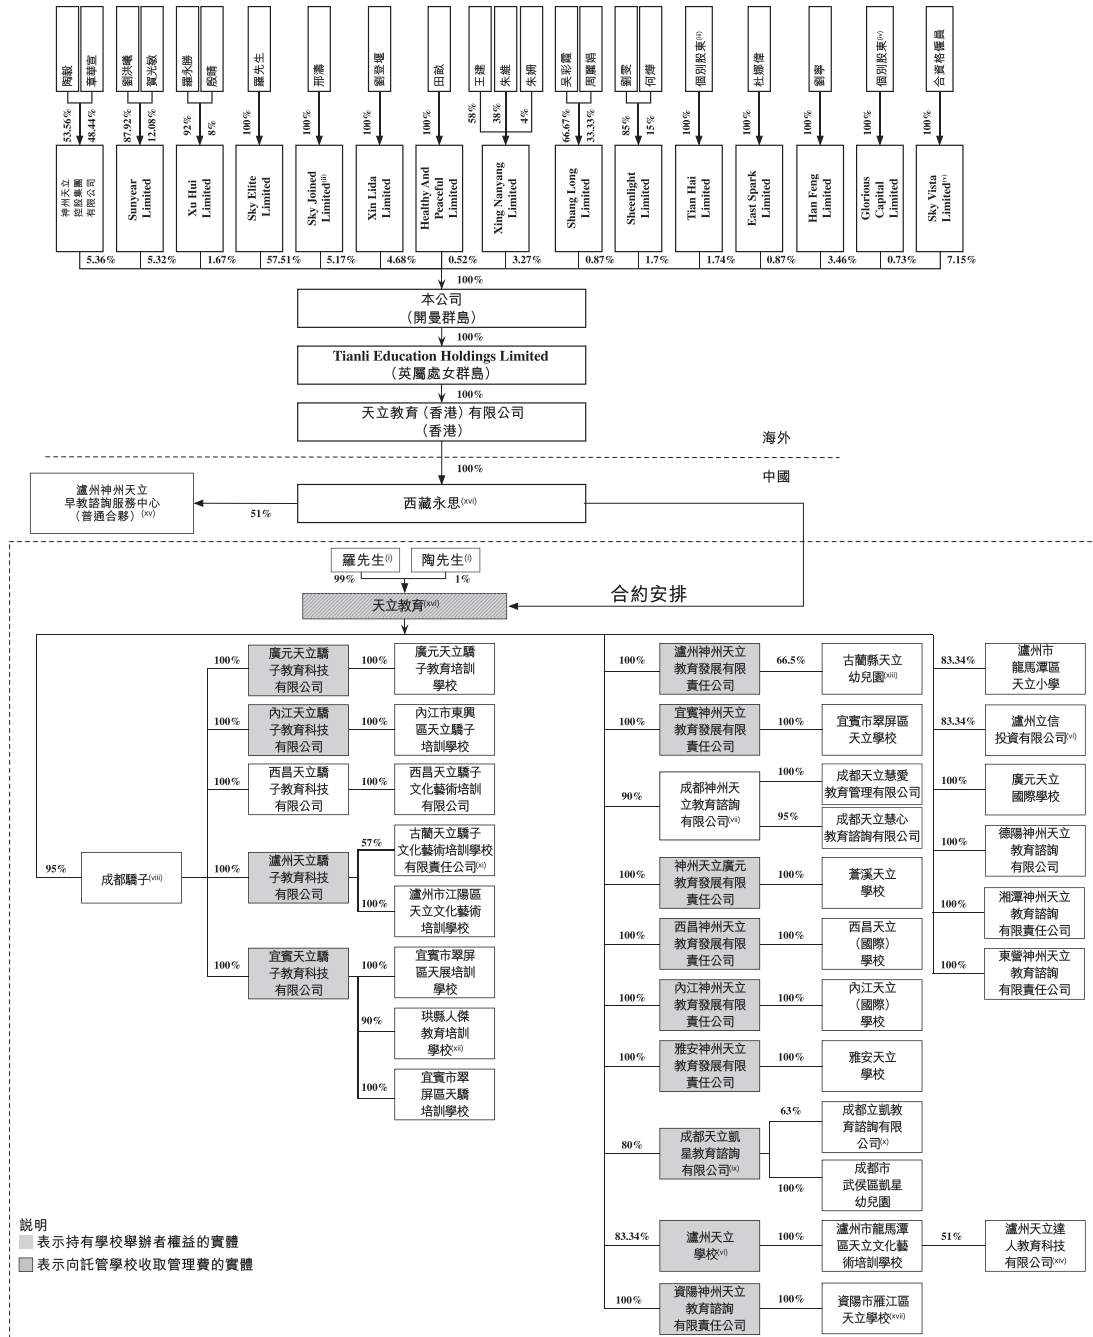 陶毅
章華宣
劉洪曦
賀光敏
羅永勝
殷晴
羅先生
邢濤
劉登堰
田畝
王建
朱維
朱姍
吳彩霞
周麗娟
劉雯
何燁
個別股東(iii)
杜娜偉
劉寧
個別股東(iv)
合資格僱員
53.56%
48.44%
87.92%
12.08%
92%
8%
100%
100%
100%
100%
58%
38%
4%
66.67%
33.33%
85%
15%
100%
100%
100%
100%
100%
神州天立
控股集團
有限公司
Sunyear
Limited
Xu Hui
Limited
Sky Elite
Limited
Sky Joined
Limited(ii)
Xin Lida
Limited
Healthy And
Peaceful
Limited
Xing Nanyang
Limited
Shang Long
Limited
Sheenlight
Limited
Tian Hai
Limited
East Spark
Limited
Han Feng
Limited
Glorious
Capital
Limited
Sky Vista
Limited(v)
5.36%
5.32%
1.67%
57.51%
5.17%
4.68%
0.52%
3.27%
0.87%
1.7%
1.74%
0.87%
3.46%
0.73%
7.15%
100%
本公司
（開曼群島）
100%
Tianli Education Holdings Limited
（英屬處女群島）
100%
天立教育（香港）有限公司
（香港）
海外
100%
中國
瀘州神州天立
早教諮詢服務中心
（普通合夥）(xv)
51%
西藏永思(xvi)
羅先生(i)
陶先生(i)
99%
1%
天立教育(xvi)
合約安排
95%
成都驕子(viii)
100%
廣元天立驕
子教育科技
有限公司
100%
廣元天立驕
子教育培訓
學校
100%
內江天立驕
子教育科技
有限公司
100%
內江市東興
區天立驕子
培訓學校
100%
西昌天立驕
子教育科技
有限公司
100%
西昌天立驕子
文化藝術培訓
有限公司
100%
瀘州天立驕
子教育科技
有限公司
57%
古藺天立驕子
文化藝術培訓學校
有限責任公司(xi)
100%
瀘州市江陽區
天立文化藝術
培訓學校
100%
宜賓天立驕
子教育科技
有限公司
100%
宜賓市翠屏
區天展培訓
學校
90%
珙縣人傑
教育培訓
學校(xii)
100%
宜賓市翠
屏區天驕
培訓學校
100%
瀘州神州天立
教育發展有限
責任公司
66.5%
古藺縣天立
幼兒園(xiii)
100%
宜賓神州天立
教育發展有限
責任公司
100%
宜賓市翠屏區
天立學校
90%
成都神州天
立教育諮詢
有限公司(vii)
100%
成都天立慧愛
教育管理有限公司
95%
成都天立慧心
教育諮詢有限公司
100%
神州天立廣元
教育發展有限
責任公司
100%
蒼溪天立
學校
100%
西昌神州天立
教育發展有限
責任公司
100%
西昌天立
（國際）
學校
100%
內江神州天立
教育發展有限
責任公司
100%
內江天立
（國際）
學校
100%
雅安神州天立
教育發展有限
責任公司
100%
雅安天立
學校
80%
成都天立凱
星教育諮詢
有限公司(ix)
63%
成都立凱教
育諮詢有限
公司(x)
100%
成都市
武侯區凱星
幼兒園
83.34%
瀘州天立
學校(vi)
100%
瀘州市龍馬潭
區天立文化藝
術培訓學校
51%
瀘州天立達
人教育科技
有限公司(xiv)
100%
資陽神州天立
教育諮詢
有限責任公司
100%
資陽市雁江區
天立學校(xvii)
83.34%
瀘州市
龍馬潭區
天立小學
83.34%
瀘州立信
投資有限公司(vi)
100%
廣元天立
國際學校
100%
德陽神州天立
教育諮詢
有限公司
100%
湘潭神州天立
教育諮詢
有限責任公司
100%
東營神州天立
教育諮詢
有限責任公司
說明
表示持有學校舉辦者權益的實體
表示向託管學校收取管理費的實體